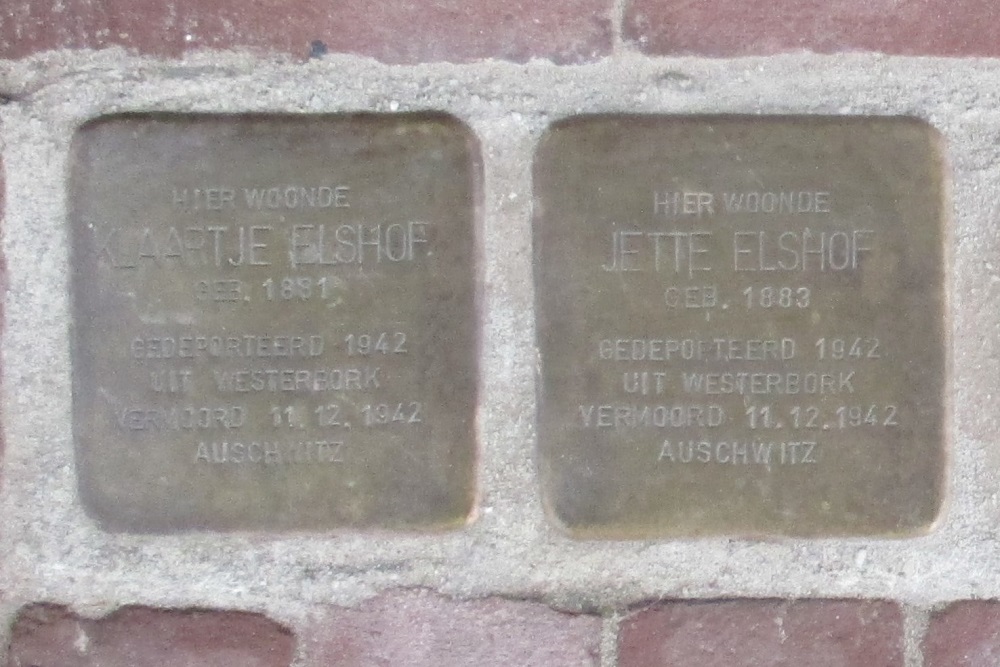 HIER WOONDE
KLAARTJE ELSHOF
GEB. 1881
GEDEPORTEERD 1942
UIT WESTERBORK
VERMOORD 11.12.1942
AUSCHWITZ
HIER WOONDE
JETTE ELSHOF
GEB. 1883
GEDEPORTEERD 1942
UIT WESTERBORK
VERMOORD 11.12.1942
AUSCHWITZ